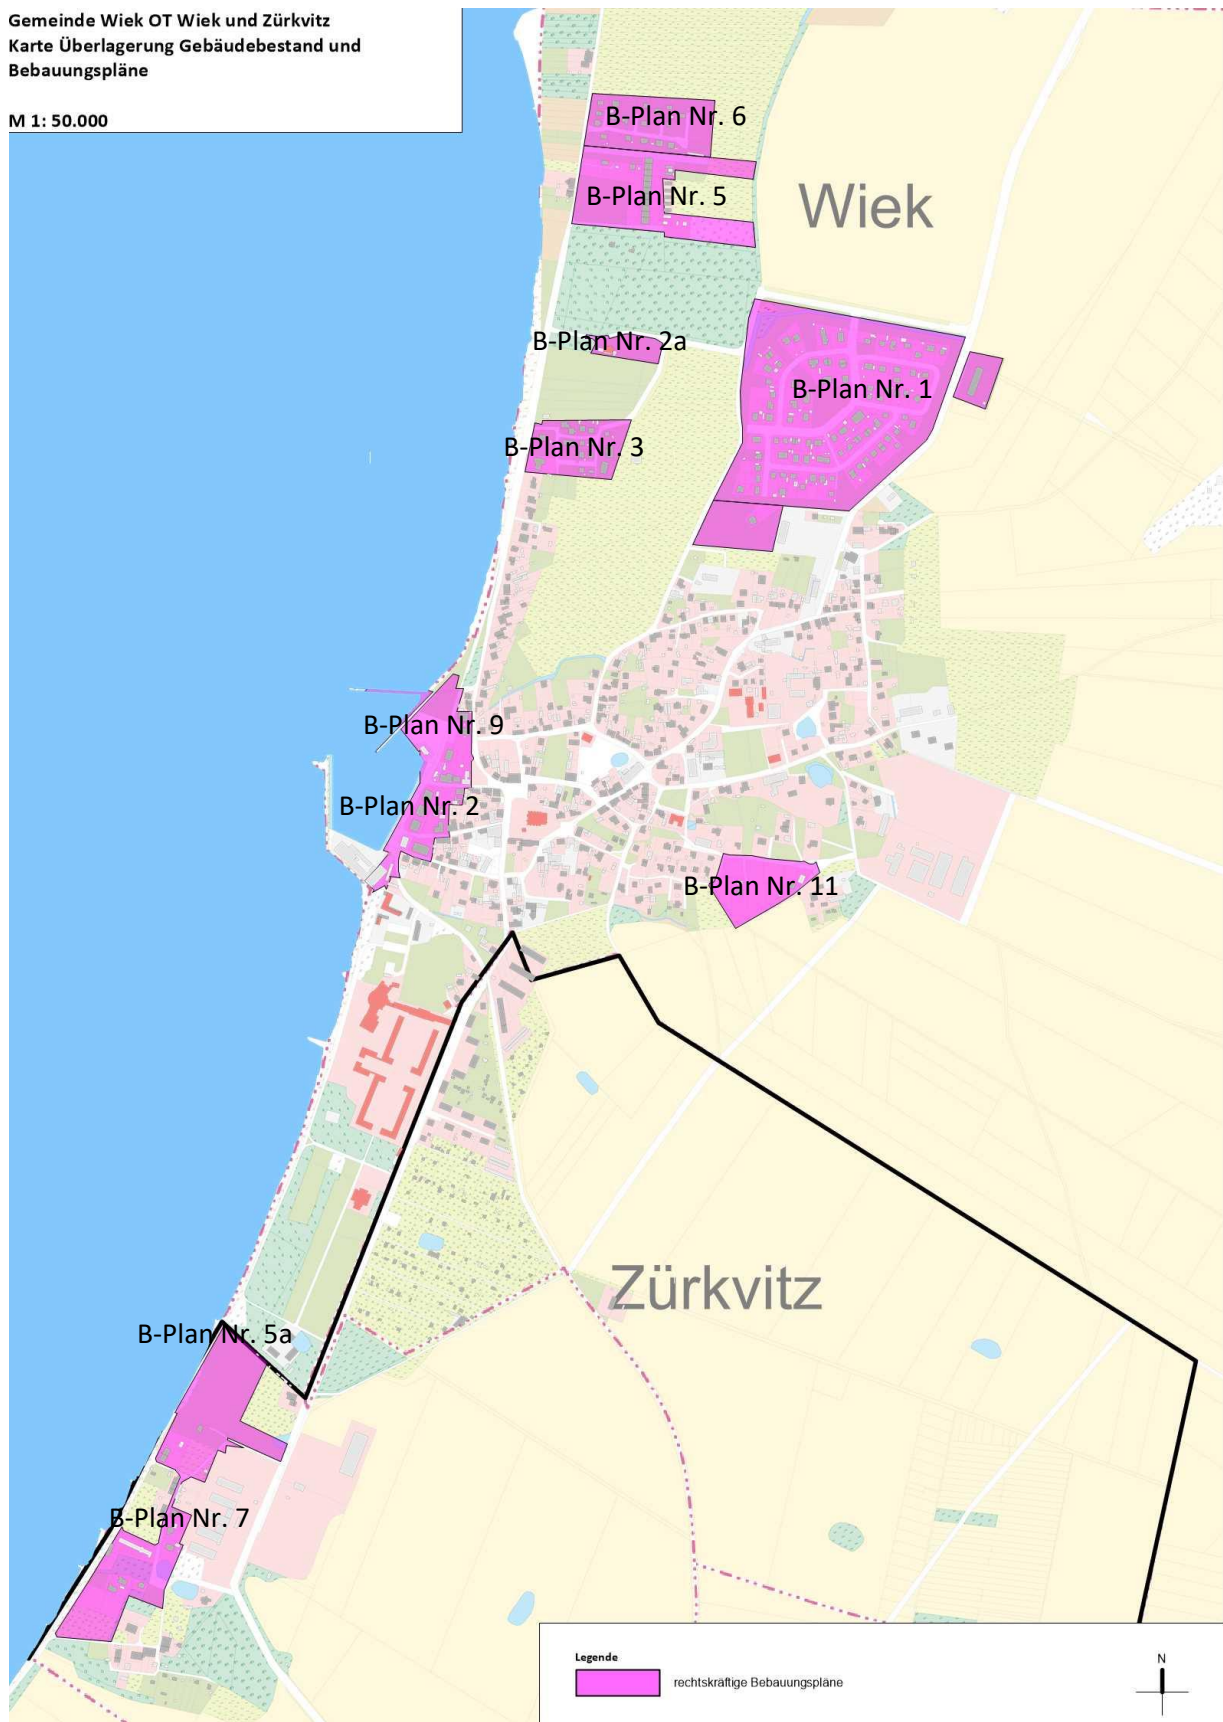 Gemeinde Wiek OT Wiek und Zürkvitz
Karte Überlagerung Gebäudebestand und
Bebauungspläne
M 1: 50.000
B-Plan Nr. 6
B-Plan Nr. 5
Wiek
B-Plan Nr. 2a
B-Plan Nr. 1
B-Plan Nr. 3
B-Plan Nr. 9
B-Plan Nr. 2
B-Plan Nr. 11
Zürkvitz
B-Plan Nr. 5a
B-Plan Nr. 7
Legende
rechtskräftige Bebauungspläne
N